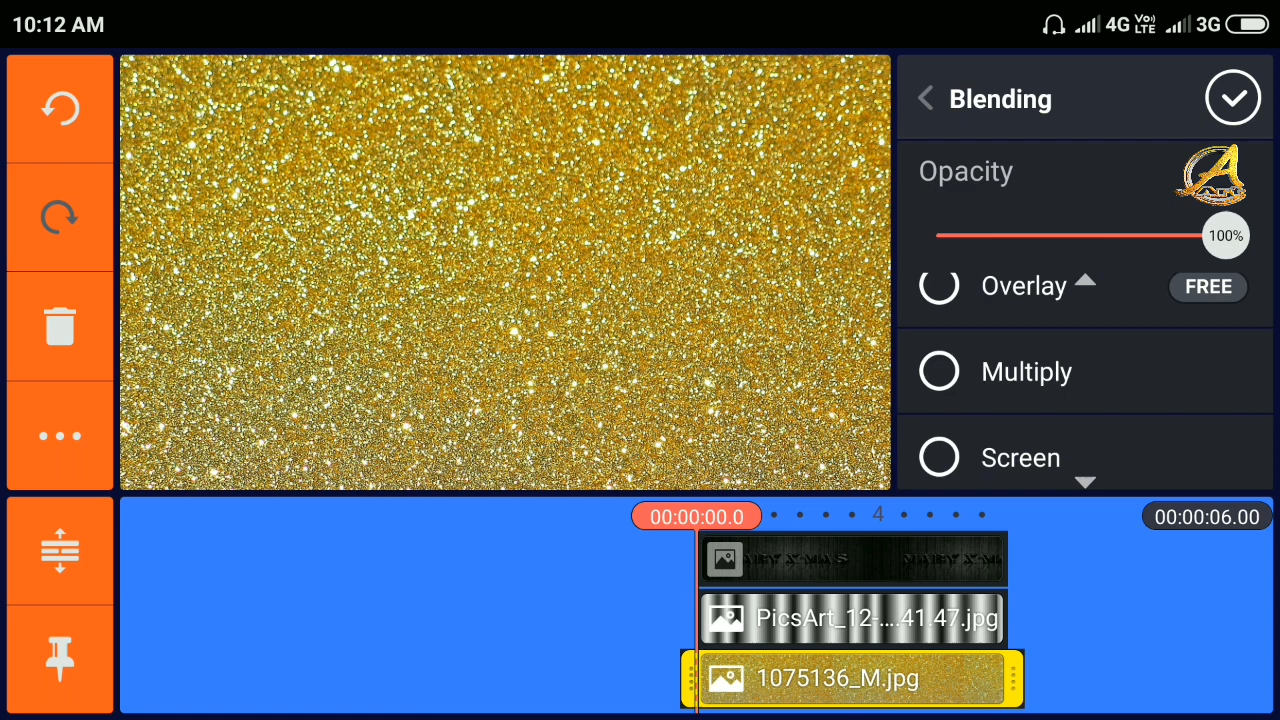 10:12 AM
4G VoLTE 3G
Blending
Opacity
100%
Overlay FREE
Multiply
Screen
00:00:00.0
4
00:00:06.00
PicsArt_12-....41.47.jpg
1075136_M.jpg